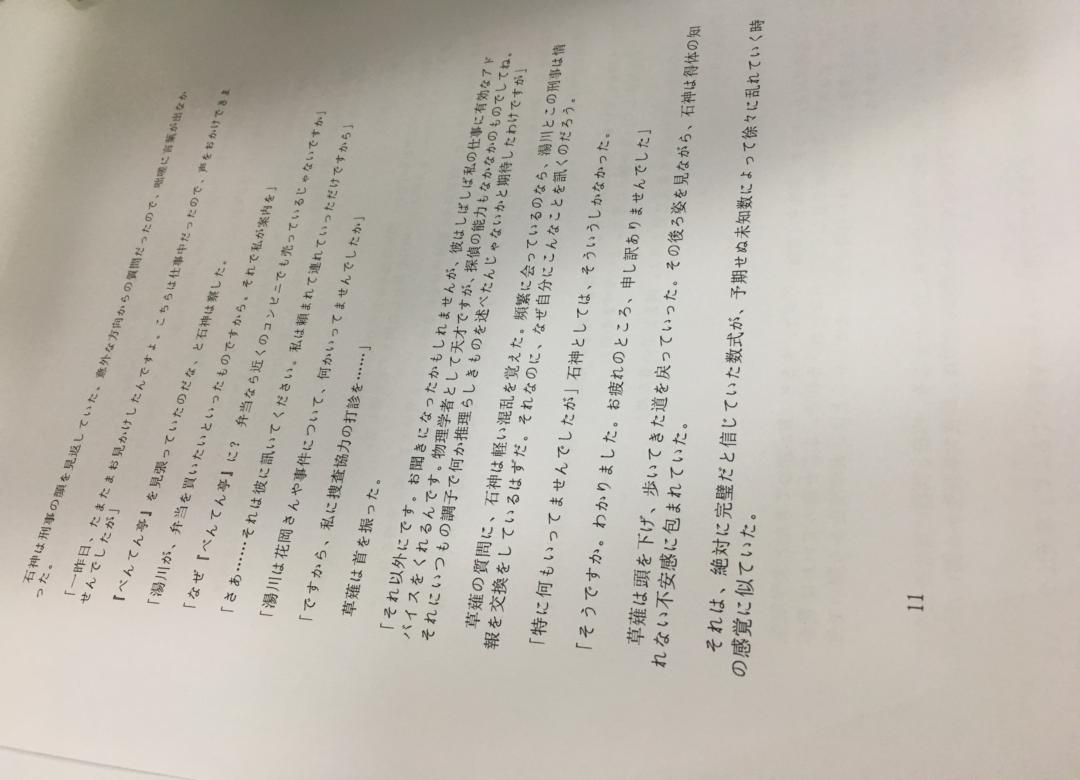 石神は刑事の顔を見返していた。意外な方向からの質問だったので、咄嗟に言葉が出なか
った。
「一昨日、たまたまお見かけしたんですよ。こちらは仕事中だったので、声をおかけできま
せんでしたが」
『べんてん亭』を見張っていたのだな、と石神は察した。
「湯川が、弁当を買いたいといったものですから。それで私が案内を」
「なぜ『べんてん亭』に? 弁当なら近くのコンビニでも売っているじゃないですか」
「さぁ……それは彼に訊いてください。私は頼まれて連れていっただけですから」
「湯川は花岡さんや事件について、何かいってませんでしたか」
「ですから、私に捜査協力の打診を……」
草薙は首を振った。
「それ以外にです。お聞きになったかもしれませんが、彼はしばしば私の仕事に有効なアド
バイスをくれるんです。物理学者として天才ですが、探偵の能力もなかなかのものでしてね。
それにいつもの調子で何か推理らしきものを述べたんじゃないかと期待したわけですが」
草薙の質問に、石神は軽い混乱を覚えた。頻繁に会っているのなら、湯川とこの刑事は情
報を交換をしているはずだ。それなのに、なぜ自分にこんなことを訊くのだろう。
「特に何もいってませんでしたが」石神としては、そういうしかなかった。
「そうですか。わかりました。お疲れのところ、申し訳ありませんでした」
草薙は頭を下げ、歩いてきた道を戻っていった。その後ろ姿を見ながら、石神は得体の知
れない不安感に包まれていた。
それは、絶対に完璧だと信じていた数式が、予期せぬ未知数によって徐々に乱れていく時
の感覚に似ていた。
11